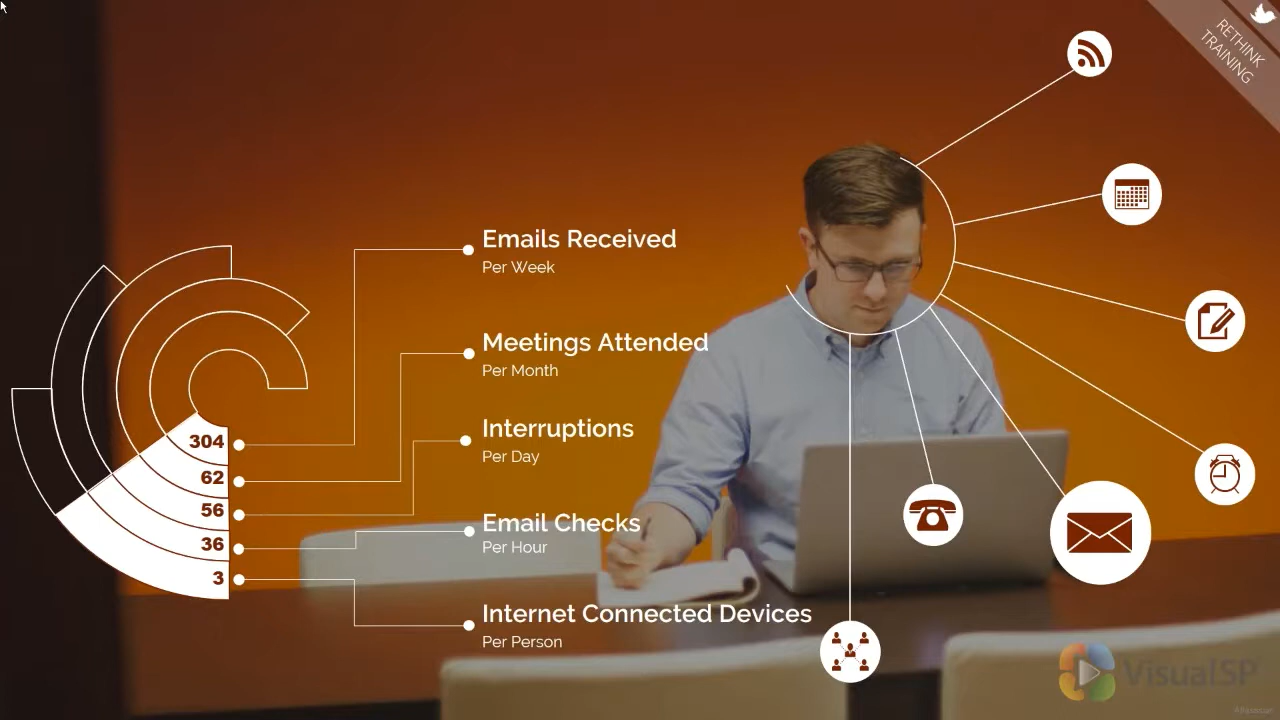 RETHINK
TRAINING
304
Emails Received
Per Week
62
Meetings Attended
Per Month
56
Interruptions
Per Day
36
Email Checks
Per Hour
3
Internet Connected Devices
Per Person
VisualSP